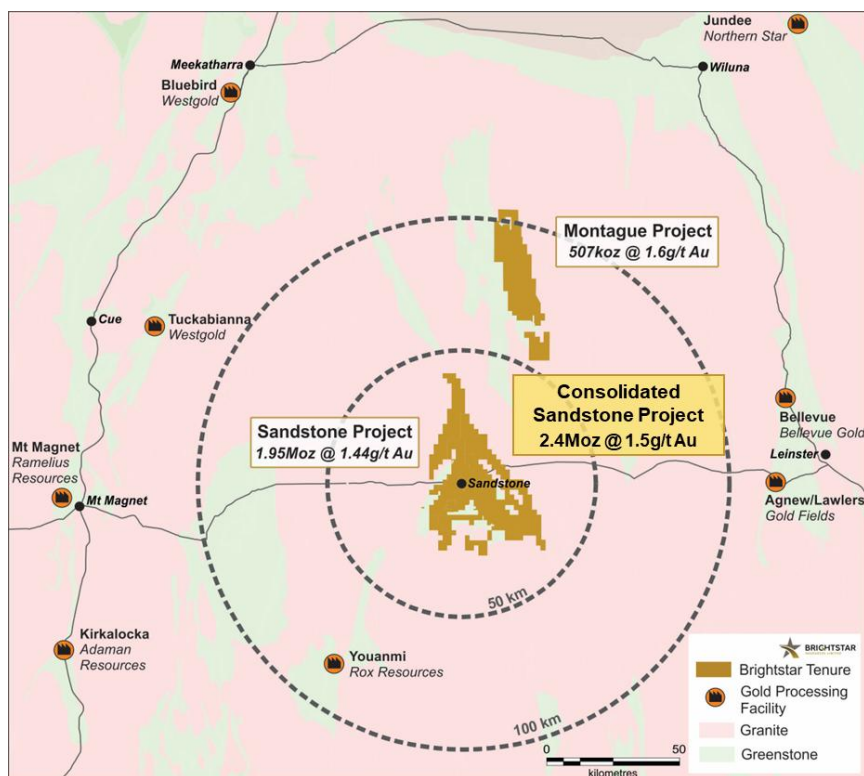 Jundee
Northern Star
Meekatharra
Wiluna
Bluebird
Westgold
Montague Project
507koz @ 1.6g/t Au
Cue
Tuckabianna
Westgold
Consolidated
Sandstone Project
2.4Moz @ 1.5g/t Au
Sandstone Project
1.95Moz @ 1.44g/t Au
Bellevue
Bellevue Gold
Leinster
Mt Magnet
Ramelius
Resources
Mt Magnet
Sandstone
Agnew/Lawlers
Gold Fields
50 km
Kirkalocka
Adaman
Resources
Youanmi
Rox Resources
100 km
0
50
kilometres
BRIGHTSTAR
Brightstar Tenure
Gold Processing
Facility
Granite
Greenstone